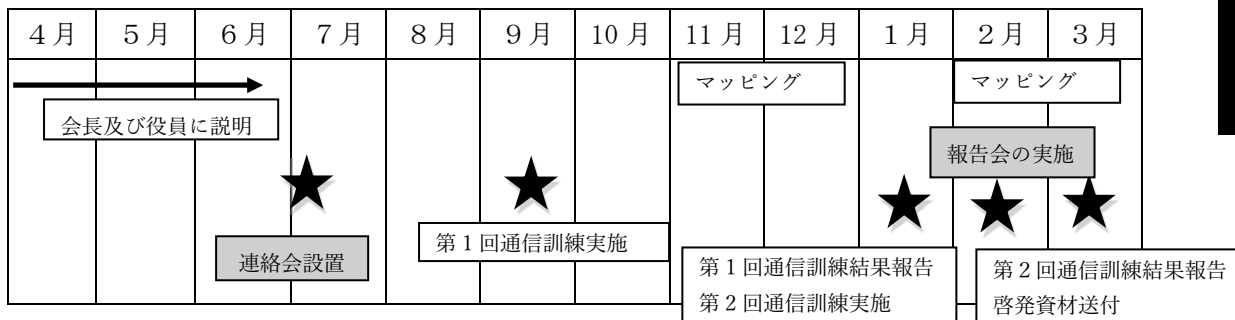 4月 5月 6月 7月 8月 9月 10月 11月 12月 1月 2月 3月
マッピング マッピング
会長及び役員に説明
報告会の実施
第1回通信訓練実施
連絡会設置
第1回通信訓練結果報告
第2回通信訓練実施
第2回通信訓練結果報告
啓発資材送付